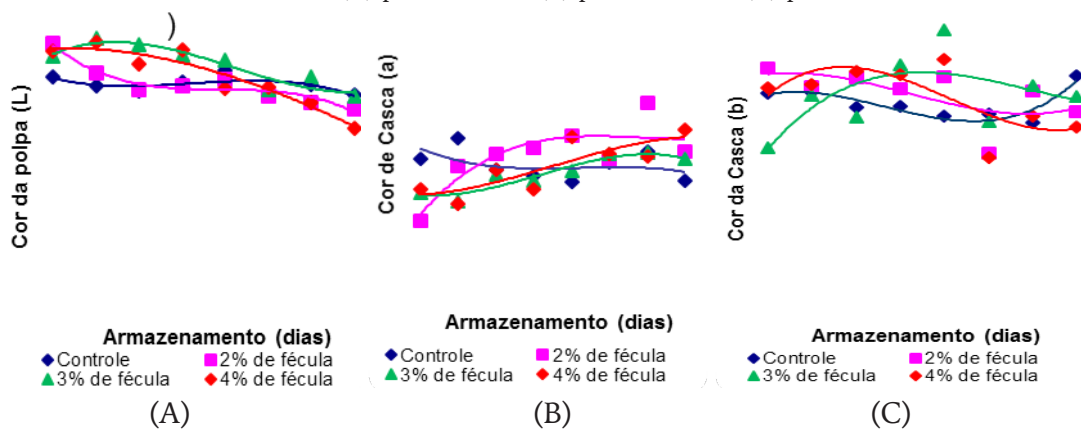 )
Cor da polpa (L)
Armazenamento (dias)
Controle 2% de fécula
3% de fécula 4% de fécula
(A)
Cor de Casca (a)
Armazenamento (dias)
Controle 2% de fécula
3% de fécula 4% de fécula
(B)
Cor da Casca (b)
Armazenamento (dias)
Controle 2% de fécula
3% de fécula 4% de fécula
(C)